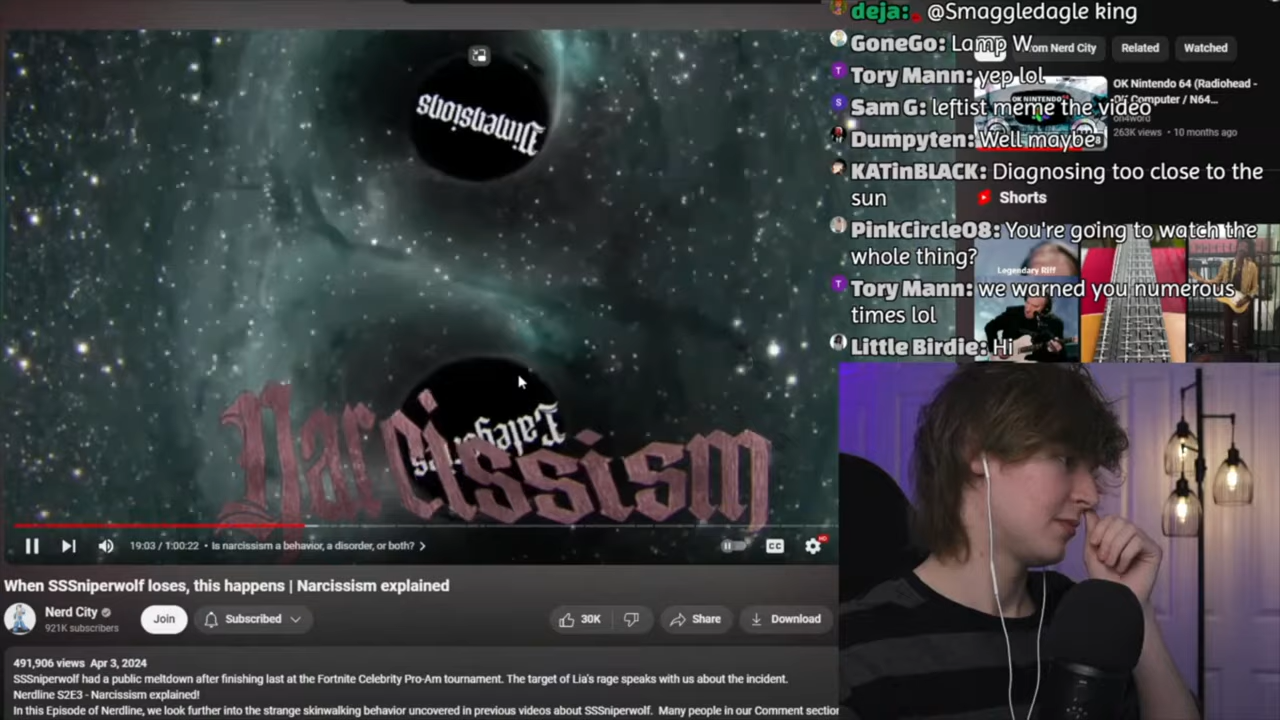 deja: @Smaggledagle king
GoneGo: Lamp W
From Nerd City
Related
Watched
Tory Mann: yep lol
OK Nintendo 64 (Radiohead -
OK Computer / N64...
Sam G: leftist meme the video
on4word
263K views • 10 months ago
Dumpyten: Well maybe
KATinBLACK: Diagnosing too close to the
sun
Shorts
PinkCircle08: You're going to watch the
whole thing?
Legendary Riff
Tory Mann: we warned you numerous
times lol
Little Birdie: Hi
Dimensions
Narcissism
19:03 / 1:00:22 • Is narcissism a behavior, a disorder, or both?
CC
HD
When SSSniperwolf loses, this happens | Narcissism explained
Nerd City
921K subscribers
Join
Subscribed
30K
Share
Download
491,906 views Apr 3, 2024
SSSniperwolf had a public meltdown after finishing last at the Fortnite Celebrity Pro-Am tournament. The target of Lia's rage speaks with us about the incident.
Nerdline S2E3 - Narcissism explained!
In this Episode of Nerdline, we look further into the strange skinwalking behavior uncovered in previous videos about SSSniperwolf. Many people in our Comment section